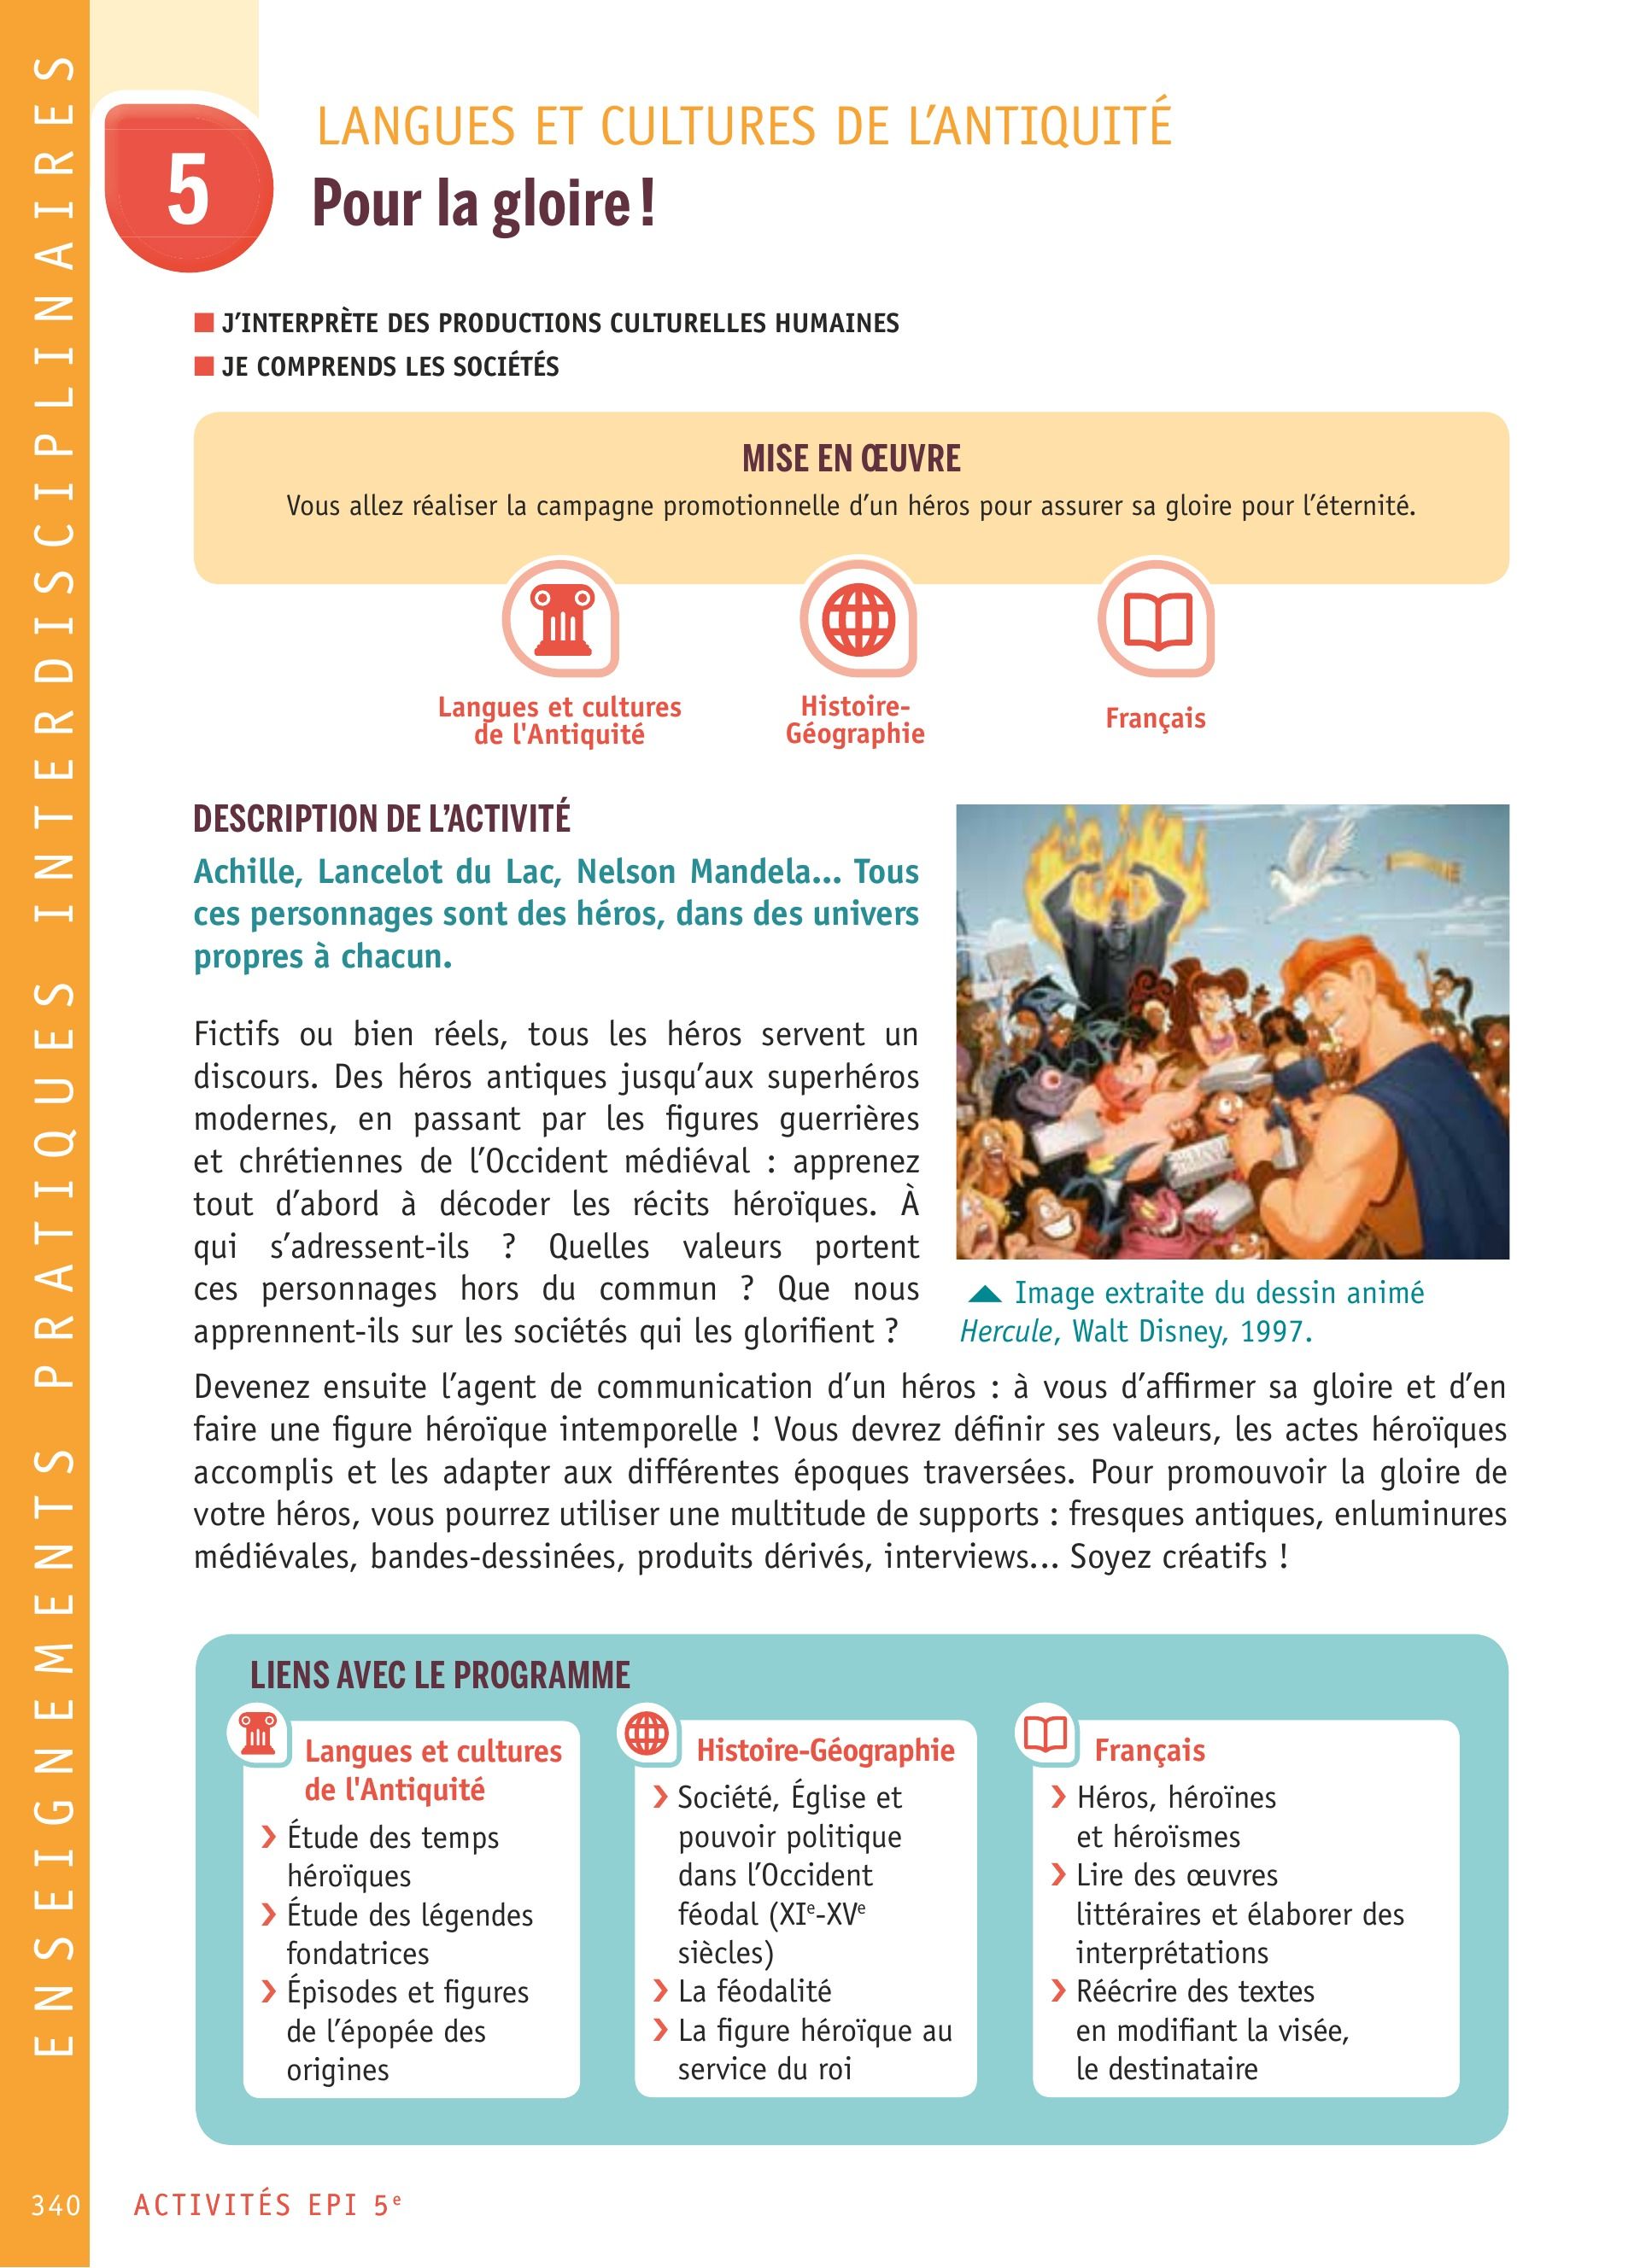 ENSEIGNEMENTS PRATIQUES INTERDISCIPLINAIRES
5
LANGUES ET CULTURES DE L’ANTIQUITÉ
Pour la gloire !
J’INTERPRÈTE DES PRODUCTIONS CULTURELLES HUMAINES
JE COMPRENDS LES SOCIÉTÉS
MISE EN ŒUVRE
Vous allez réaliser la campagne promotionnelle d’un héros pour assurer sa gloire pour l’éternité.
Langues et cultures
de l'Antiquité
Histoire-
Géographie
Français
DESCRIPTION DE L’ACTIVITÉ
Achille, Lancelot du Lac, Nelson Mandela... Tous
ces personnages sont des héros, dans des univers
propres à chacun.
Fictifs ou bien réels, tous les héros servent un
discours. Des héros antiques jusqu’aux superhéros
modernes, en passant par les figures guerrières
et chrétiennes de l’Occident médiéval : apprenez
tout d’abord à décoder les récits héroïques. À
qui s’adressent-ils ? Quelles valeurs portent
ces personnages hors du commun ? Que nous
apprennent-ils sur les sociétés qui les glorifient ?
▲ Image extraite du dessin animé
Hercule, Walt Disney, 1997.
Devenez ensuite l’agent de communication d’un héros : à vous d’affirmer sa gloire et d’en
faire une figure héroïque intemporelle ! Vous devrez définir ses valeurs, les actes héroïques
accomplis et les adapter aux différentes époques traversées. Pour promouvoir la gloire de
votre héros, vous pourrez utiliser une multitude de supports : fresques antiques, enluminures
médiévales, bandes-dessinées, produits dérivés, interviews... Soyez créatifs !
LIENS AVEC LE PROGRAMME
Langues et cultures
de l'Antiquité
❯ Étude des temps
héroïques
❯ Étude des légendes
fondatrices
❯ Épisodes et figures
de l’épopée des
origines
Histoire-Géographie
❯ Société, Église et
pouvoir politique
dans l’Occident
féodal (XIe-XVe
siècles)
❯ La féodalité
❯ La figure héroïque au
service du roi
Français
❯ Héros, héroïnes
et héroïsmes
❯ Lire des œuvres
littéraires et élaborer des
interprétations
❯ Réécrire des textes
en modifiant la visée,
le destinataire
340
ACTIVITÉS EPI 5e